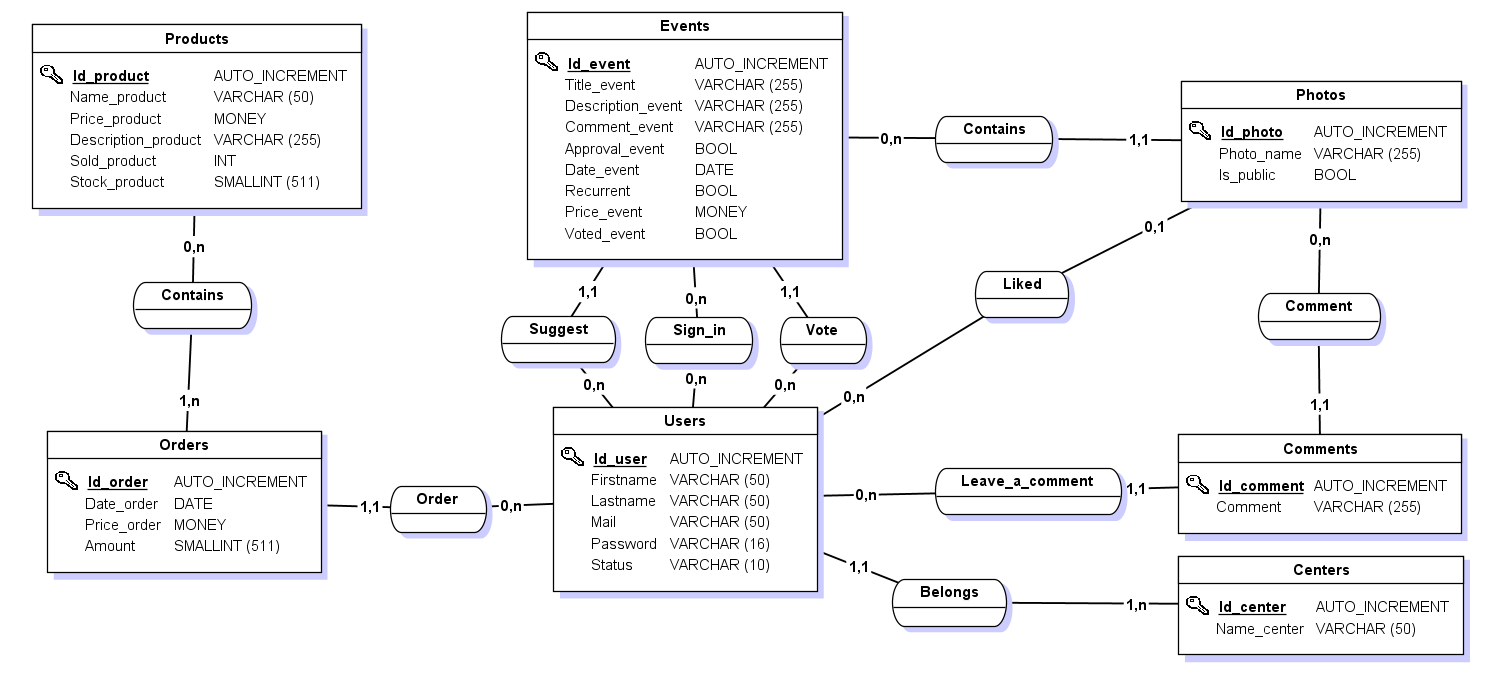 Products
Id_product AUTO_INCREMENT
Name_product VARCHAR (50)
Price_product MONEY
Description_product VARCHAR (255)
Sold_product INT
Stock_product SMALLINT (511)
Events
Id_event AUTO_INCREMENT
Title_event VARCHAR (255)
Description_event VARCHAR (255)
Comment_event VARCHAR (255)
Approval_event BOOL
Date_event DATE
Recurrent BOOL
Price_event MONEY
Voted_event BOOL
0,n
Contains
1,1
Photos
Id_photo AUTO_INCREMENT
Photo_name VARCHAR (255)
Is_public BOOL
0,n
Contains
1,n
1,1
Suggest
0,n
0,n
Sign_in
0,n
1,1
Vote
0,n
0,1
Liked
0,n
0,n
Comment
1,1
Orders
Id_order AUTO_INCREMENT
Date_order DATE
Price_order MONEY
Amount SMALLINT (511)
1,1
Order
0,n
Users
Id_user AUTO_INCREMENT
Firstname VARCHAR (50)
Lastname VARCHAR (50)
Mail VARCHAR (50)
Password VARCHAR (16)
Status VARCHAR (10)
0,n
Leave_a_comment
1,1
Comments
Id_comment AUTO_INCREMENT
Comment VARCHAR (255)
1,1
Belongs
1,n
Centers
Id_center AUTO_INCREMENT
Name_center VARCHAR (50)